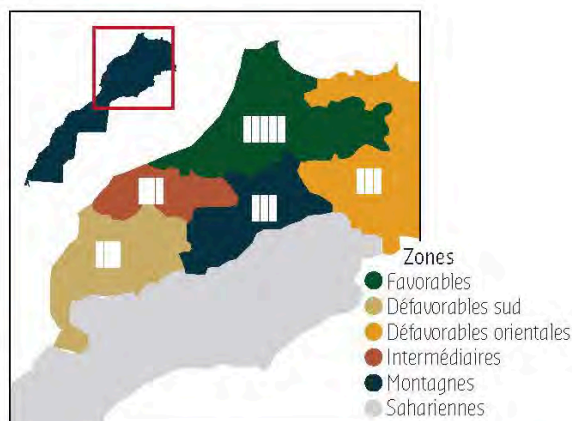 Zones
Favorables
Défavorables sud
Défavorables orientales
Intermédiaires
Montagnes
Sahariennes